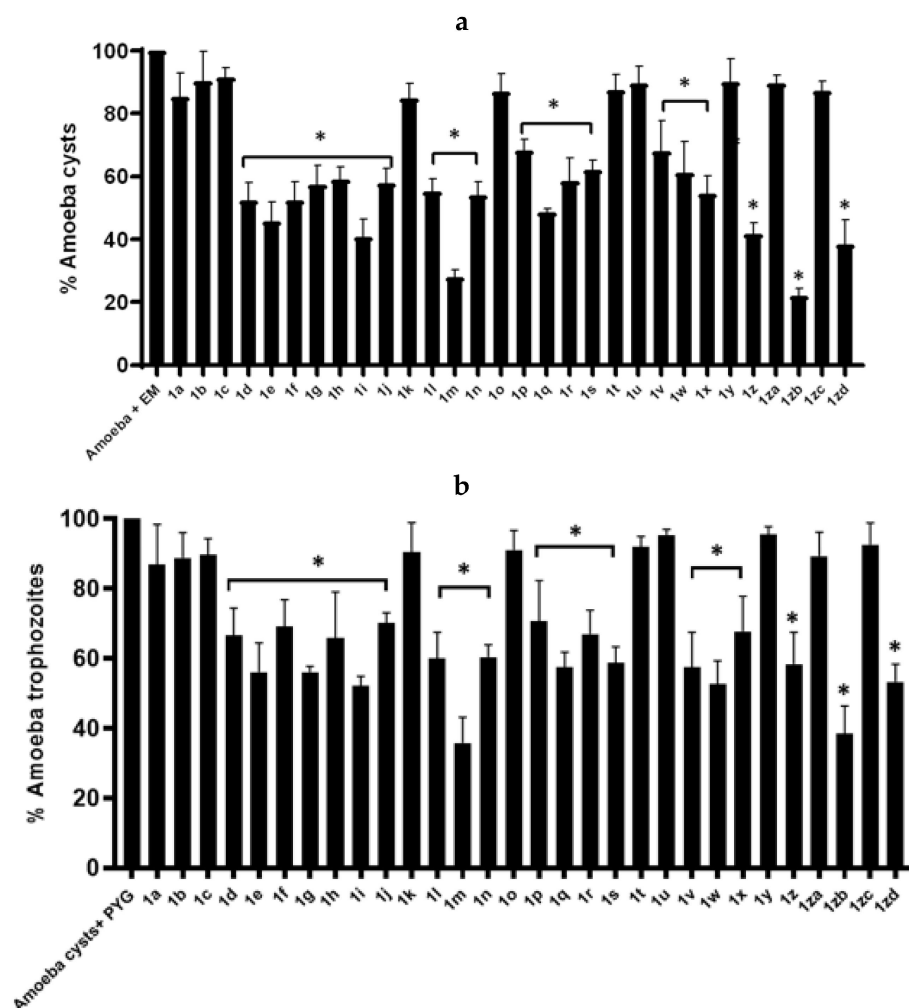 a
% Amoeba cysts
100
80
60
40
20
0
* * * * * * *
Amoeba + EM 1a 1b 1c 1d 1e 1f 1g 1h 1i 1j 1k 1l 1m 1n 1o 1p 1q 1r 1s 1t 1u 1v 1w 1x 1y 1z 1za 1zb 1zc 1zd
b
% Amoeba trophozoites
100
80
60
40
20
0
* * * * * * *
Amoeba cysts+ PYG 1a 1b 1c 1d 1e 1f 1g 1h 1i 1j 1k 1l 1m 1n 1o 1p 1q 1r 1s 1t 1u 1v 1w 1x 1y 1z 1za 1zb 1zc 1zd